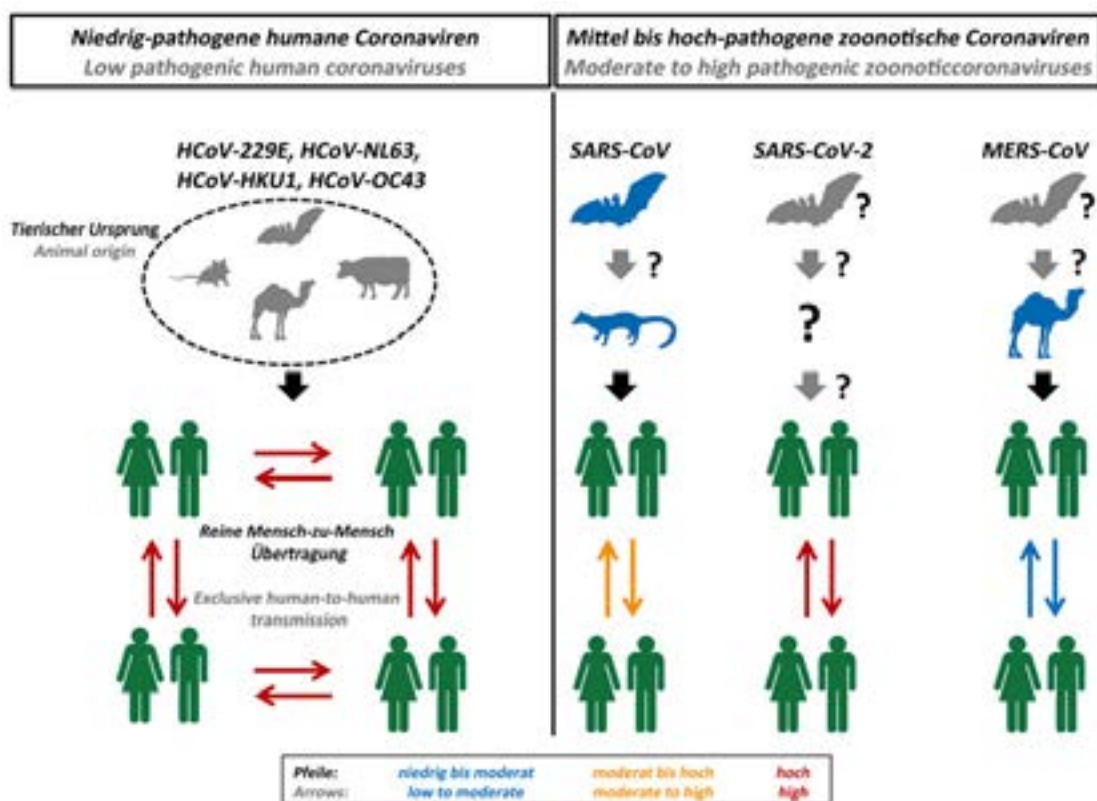 Niedrig-pathogene humane Coronaviren
Low pathogenic human coronaviruses
Mittel bis hoch-pathogene zoonotische Coronaviren
Moderate to high pathogenic zoonoticcoronaviruses
HCoV-229E, HCoV-NL63,
HCoV-HKU1, HCoV-OC43
Tierischer Ursprung
Animal origin
SARS-CoV
SARS-CoV-2
MERS-CoV
?
?
?
?
?
?
?
Reine Mensch-zu-Mensch
Übertragung
Exclusive human-to-human
transmission
Pfeile: niedrig bis moderat moderat bis hoch hoch
Arrows: low to moderate moderate to high high